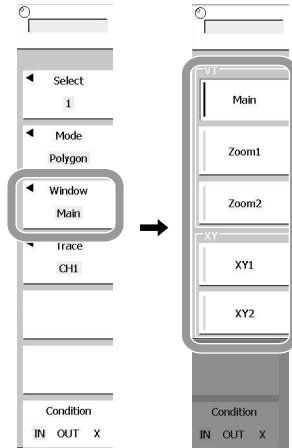 Select
1
Mode
Polygon
Window
Main
Trace
CH1
Condition
IN OUT X
VT
Main
Zoom1
Zoom2
XY
XY1
XY2
Condition
IN OUT X